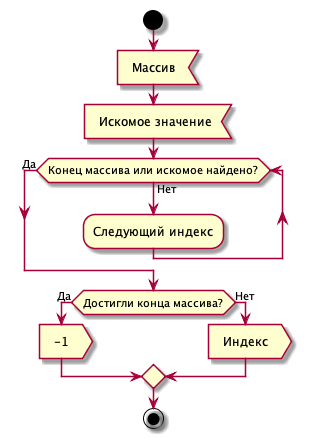 Массив
Искомое значение
Да
Конец массива или искомое найдено?
Нет
Следующий индекс
Да
Достигли конца массива?
Нет
-1
Индекс